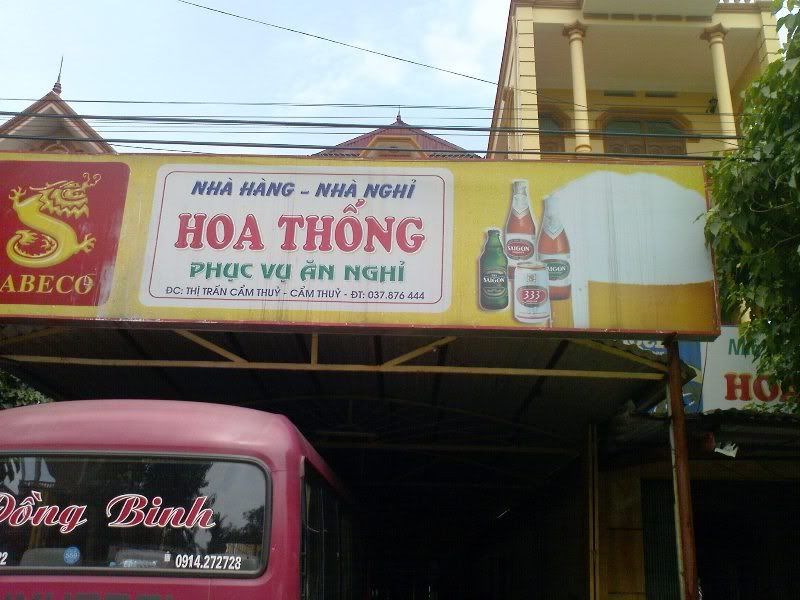 NHÀ HÀNG - NHÀ NGHỈ
HOA THỐNG
PHỤC VỤ ĂN NGHỈ
ĐC: THỊ TRẤN CẨM THUỶ - CẨM THUỶ - ĐT: 037.876 444
ABECO
SAIGON
SAIGON
SAIGON
333
HOA
Đồng Binh
0914.272728